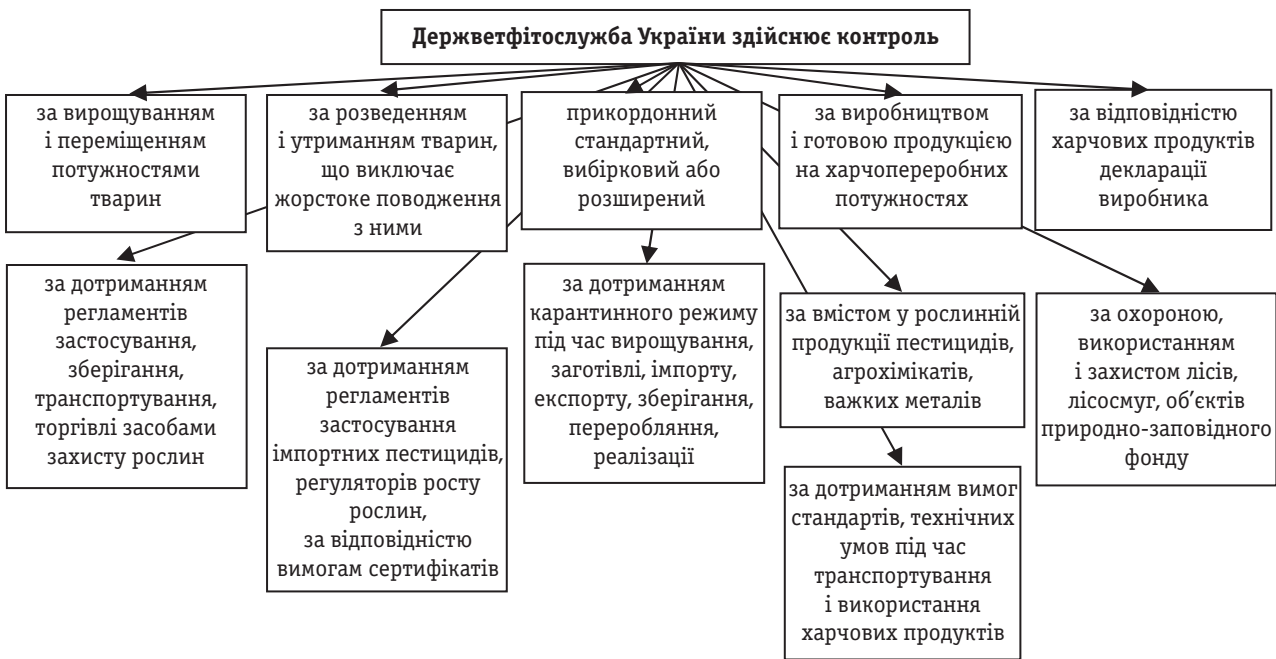 Держветфітослужба України здійснює контроль
за вирощуванням
і переміщенням
потужностями
тварин
за розведенням
і утриманням тварин,
що виключає
жорстоке поводження
з ними
прикордонний
стандартний,
вибірковий або
розширений
за виробництвом
і готовою продукцією
на харчопереробних
потужностях
за відповідністю
харчових продуктів
декларації
виробника
за дотриманням
регламентів
застосування,
зберігання,
транспортування,
торгівлі засобами
захисту рослин
за дотриманням
регламентів
застосування
імпортних пестицидів,
регуляторів росту
рослин,
за відповідністю
вимогам сертифікатів
за дотриманням
карантинного режиму
під час вирощування,
заготівлі, імпорту,
експорту, зберігання,
переробляння,
реалізації
за вмістом у рослинній
продукції пестицидів,
агрохімікатів,
важких металів
за дотриманням вимог
стандартів, технічних
умов під час
транспортування
і використання
харчових продуктів
за охороною,
використанням
і захистом лісів,
лісосмуг, об’єктів
природно-заповідного
фонду